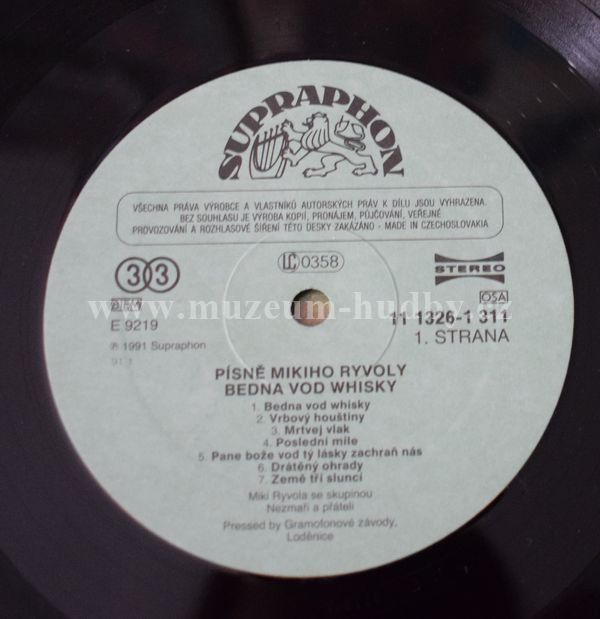 SUPRAPHON
VŠECHNA PRÁVA VÝROBCE A VLASTNÍKŮ AUTORSKÝCH PRÁV K DÍLU JSOU VYHRAZENA.
BEZ SOUHLASU JE VÝROBA KOPIÍ, PRONÁJEM, PŮJČOVÁNÍ, VEŘEJNÉ
PROVOZOVÁNÍ A ROZHLASOVÉ ŠÍŘENÍ TÉTO DESKY ZAKÁZÁNO - MADE IN CZECHOSLOVAKIA
33
LC 0358
STEREO
www.muzeum-hudby.cz
OSA
E 9219
11 1326-1 311
℗ 1991 Supraphon
1. STRANA
91 1
PÍSNĚ MIKIHO RYVOLY
BEDNA VOD WHISKY
1. Bedna vod whisky
2. Vrbový houštiny
3. Mrtvej vlak
4. Poslední míle
5. Pane bože vod tý lásky zachraň nás
6. Drátěný ohrady
7. Země tří sluncí
Miki Ryvola se skupinou
Nezmaři a přáteli
Pressed by Gramofonové závody,
Loděnice